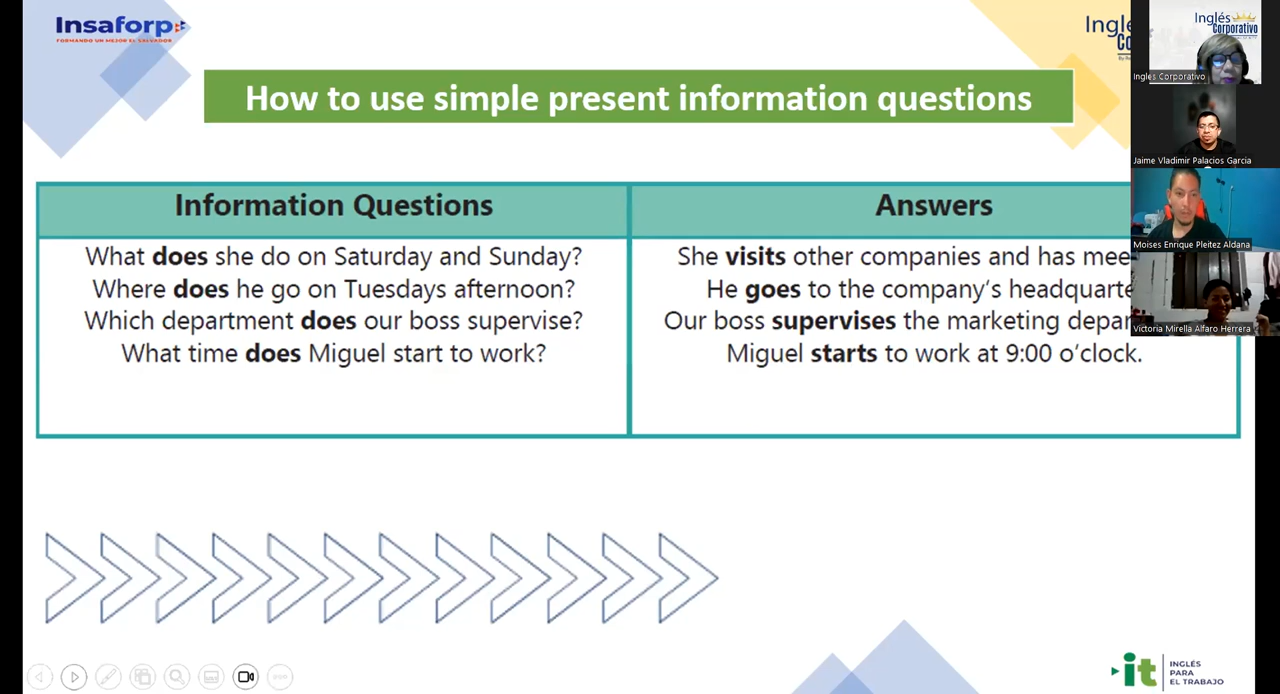 Insaforp
FORMANDO UN MEJOR EL SALVADOR
Inglés
Corporativo
Ingles Corporativo
How to use simple present information questions
Jaime Vladimir Palacios Garcia
Information Questions
Answers
Moises Enrique Pleitez Aldana
What does she do on Saturday and Sunday?
She visits other companies and has mee
Where does he go on Tuesdays afternoon?
He goes to the company's headquarte
Which department does our boss supervise?
Our boss supervises the marketing depar
Victoria Mirella Alfaro Herrera
What time does Miguel start to work?
Miguel starts to work at 9:00 o'clock.
it
INGLÉS
PARA
EL TRABAJO